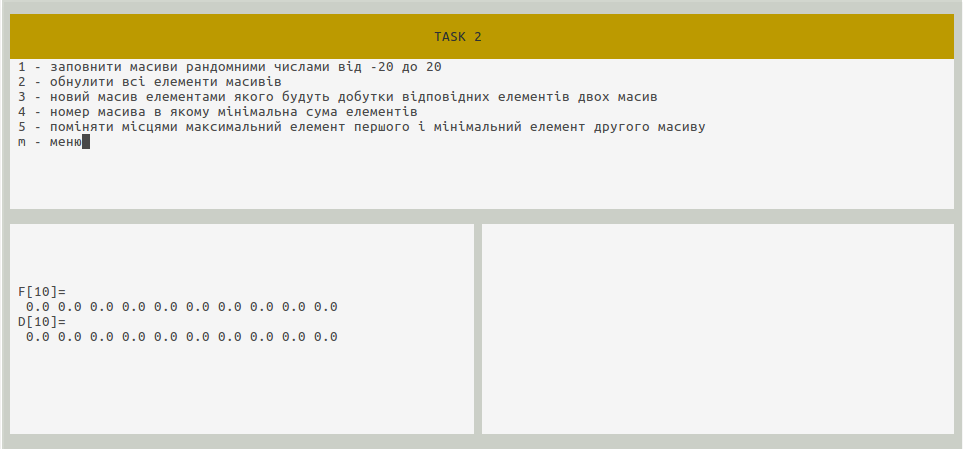 TASK 2
1 - заповнити масиви рандомними числами від -20 до 20
2 - обнулити всі елементи масивів
3 - новий масив елементами якого будуть добутки відповідних елементів двох масив
4 - номер масива в якому мінімальна сума елементів
5 - поміняти місцями максимальний елемент першого і мінімальний елемент другого масиву
m - меню
F[10]=
0.0 0.0 0.0 0.0 0.0 0.0 0.0 0.0 0.0 0.0
D[10]=
0.0 0.0 0.0 0.0 0.0 0.0 0.0 0.0 0.0 0.0